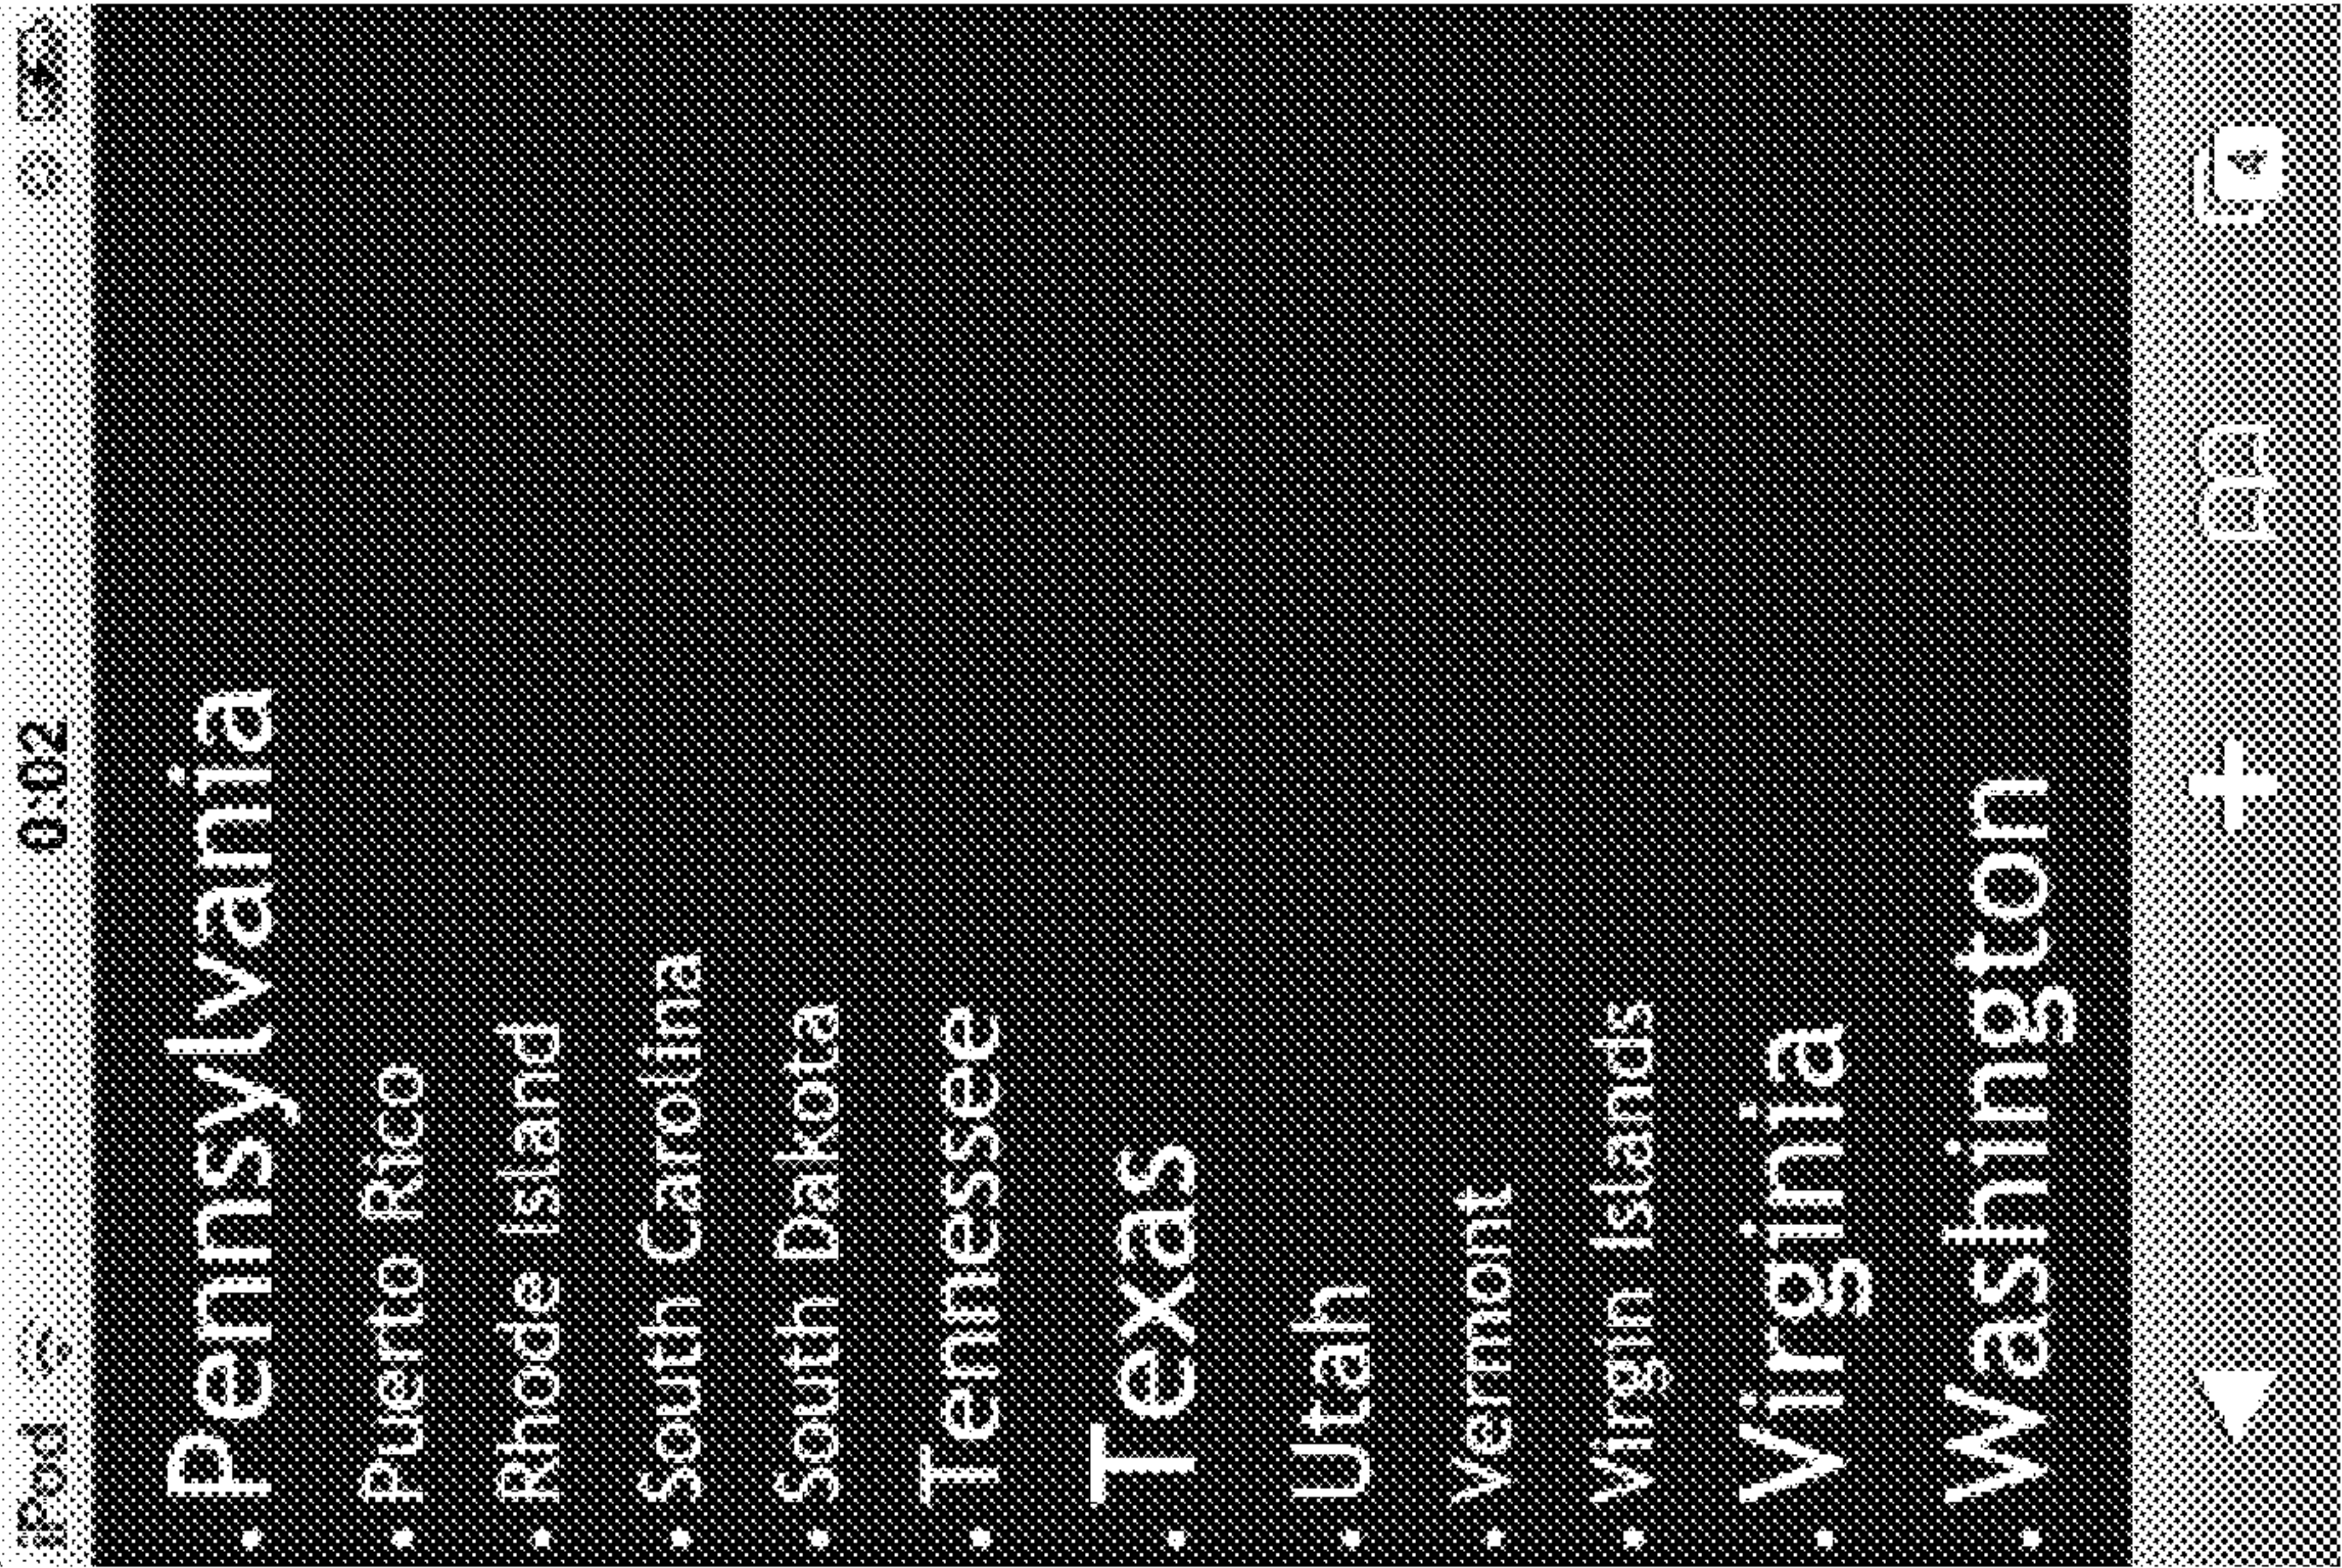 iPod 0:02
• Pennsylvania
• Puerto Rico
• Rhode Island
• South Carolina
• South Dakota
• Tennessee
• Texas
• Utah
• Vermont
• Virgin Islands
• Virginia
• Washington
4